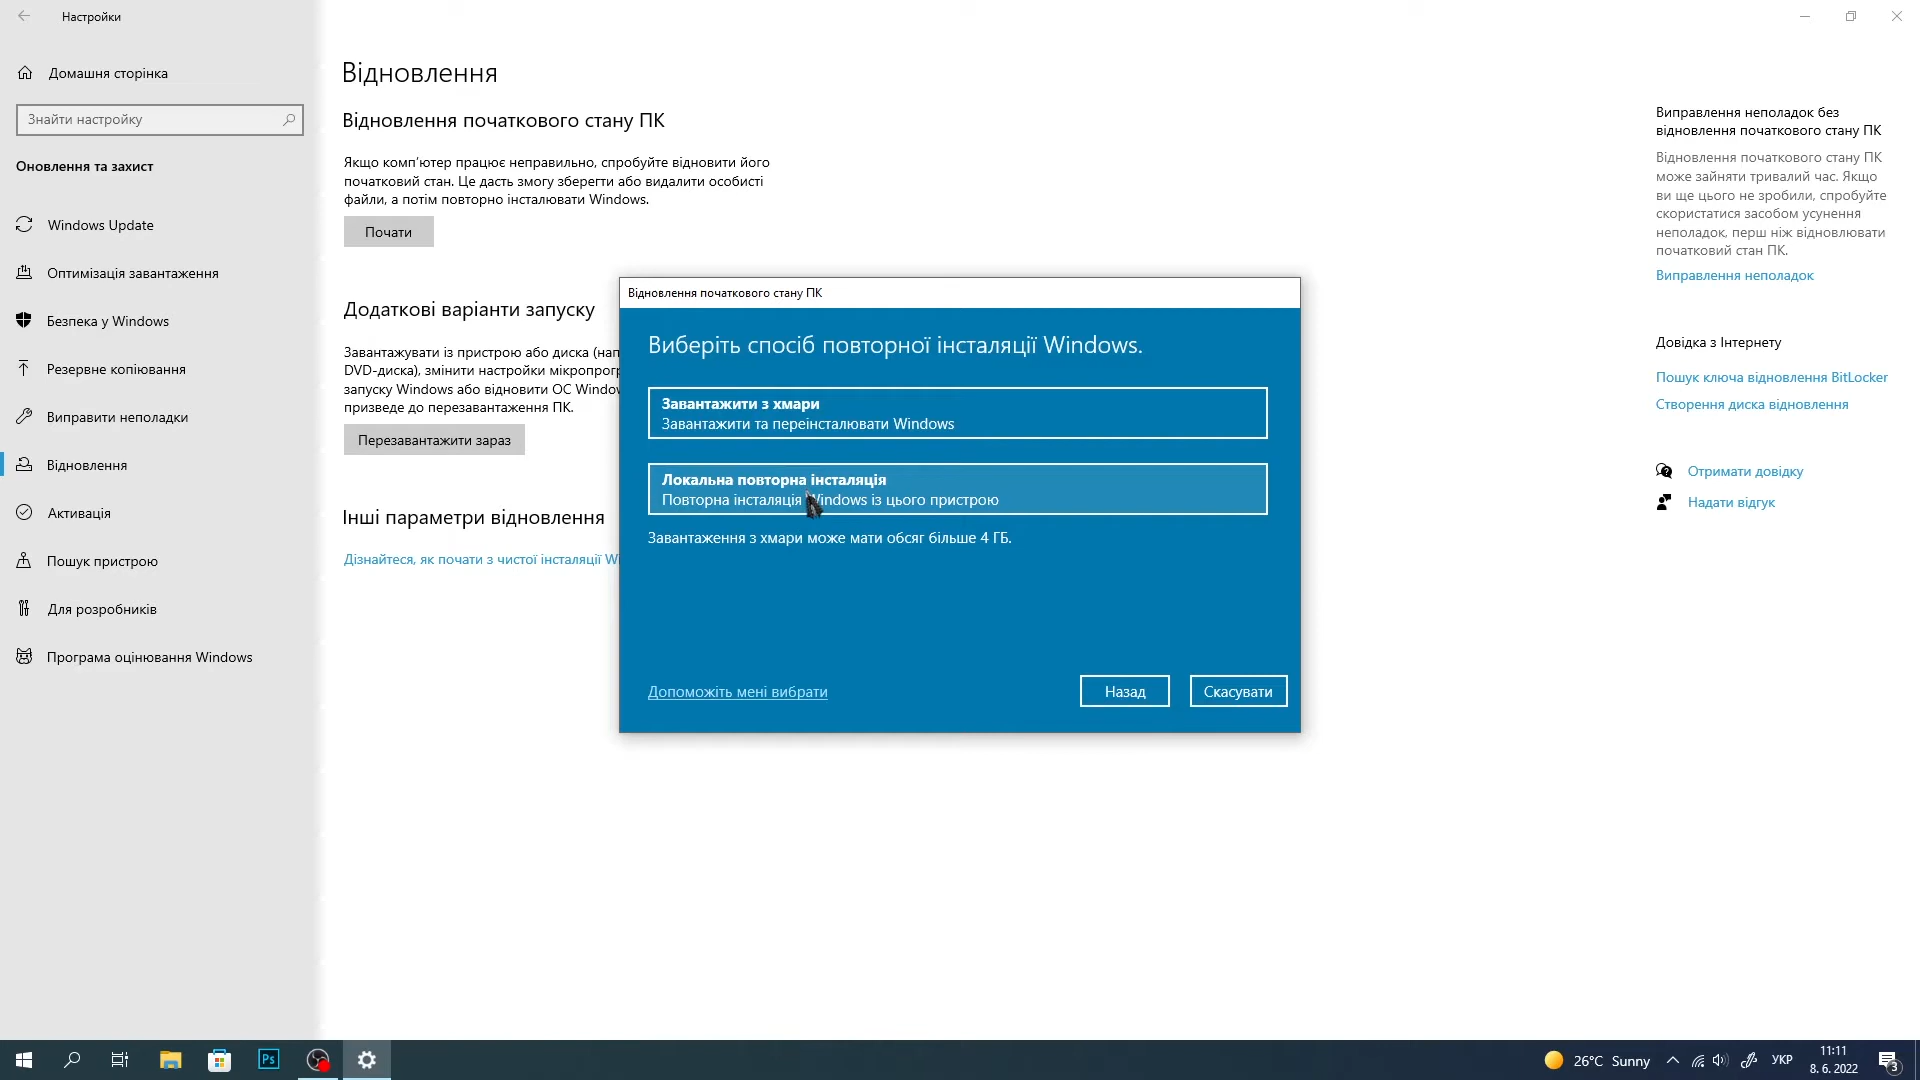 Настройки
Домашня сторінка
Знайти настройку
Оновлення та захист
Windows Update
Оптимізація завантаження
Безпека у Windows
Резервне копіювання
Виправити неполадки
Відновлення
Активація
Пошук пристрою
Для розробників
Програма оцінювання Windows
Відновлення
Відновлення початкового стану ПК
Якщо комп’ютер працює неправильно, спробуйте відновити його
початковий стан. Це дасть змогу зберегти або видалити особисті
файли, а потім повторно інсталювати Windows.
Почати
Додаткові варіанти запуску
Завантажувати із пристрою або диска (нап
DVD-диска), змінити настройки мікропрогр
запуску Windows або відновити ОС Window
призведе до перезавантаження ПК.
Перезавантажити зараз
Інші параметри відновлення
Дізнайтеся, як почати з чистої інсталяції Wi
Відновлення початкового стану ПК
Виберіть спосіб повторної інсталяції Windows.
Завантажити з хмари
Завантажити та переінсталювати Windows
Локальна повторна інсталяція
Повторна інсталяція Windows із цього пристрою
Завантаження з хмари може мати обсяг більше 4 ГБ.
Допоможіть мені вибрати
Назад
Скасувати
Виправлення неполадок без
відновлення початкового стану ПК
Відновлення початкового стану ПК
може зайняти тривалий час. Якщо
ви ще цього не зробили, спробуйте
скористатися засобом усунення
неполадок, перш ніж відновлювати
початковий стан ПК.
Виправлення неполадок
Довідка з Інтернету
Пошук ключа відновлення BitLocker
Створення диска відновлення
Отримати довідку
Надати відгук
Ps
26°C Sunny
УКР
11:11
8. 6. 2022
3